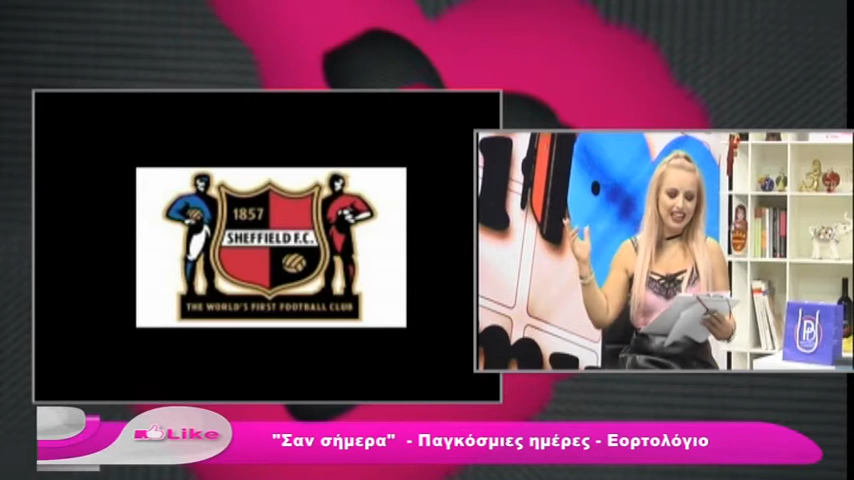 1857
SHEFFIELD F.C.
THE WORLD'S FIRST FOOTBALL CLUB
Like
"Σαν σήμερα" - Παγκόσμιες ημέρες - Εορτολόγιο